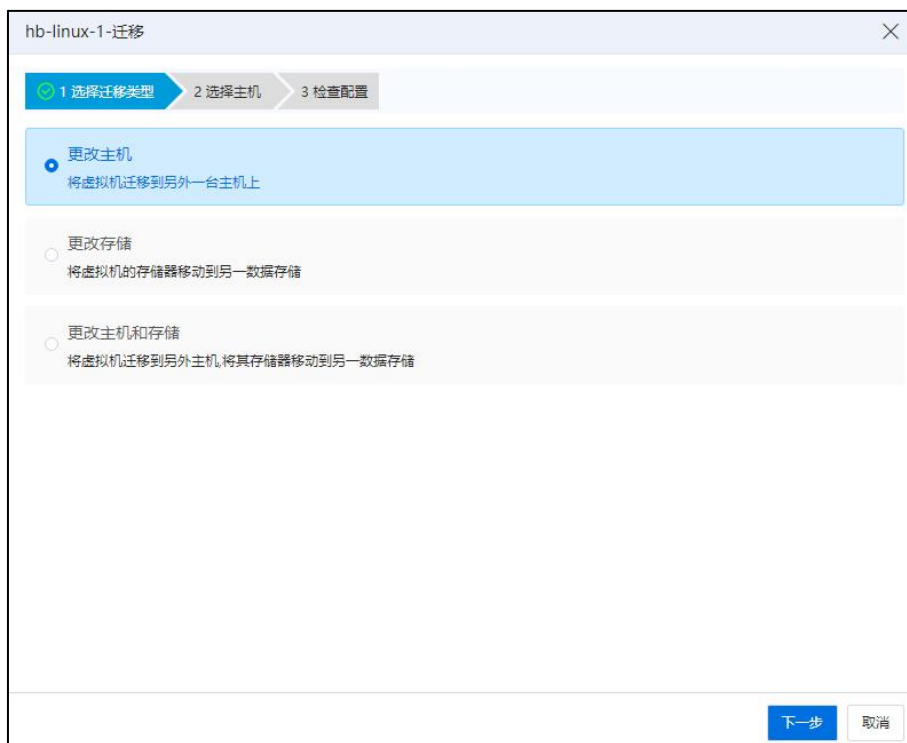 hb-linux-1-迁移
1 选择迁移类型
2 选择主机
3 检查配置
更改主机
将虚拟机迁移到另外一台主机上
更改存储
将虚拟机的存储器移动到另一数据存储
更改主机和存储
将虚拟机迁移到另外主机,将其存储器移动到另一数据存储
下一步
取消